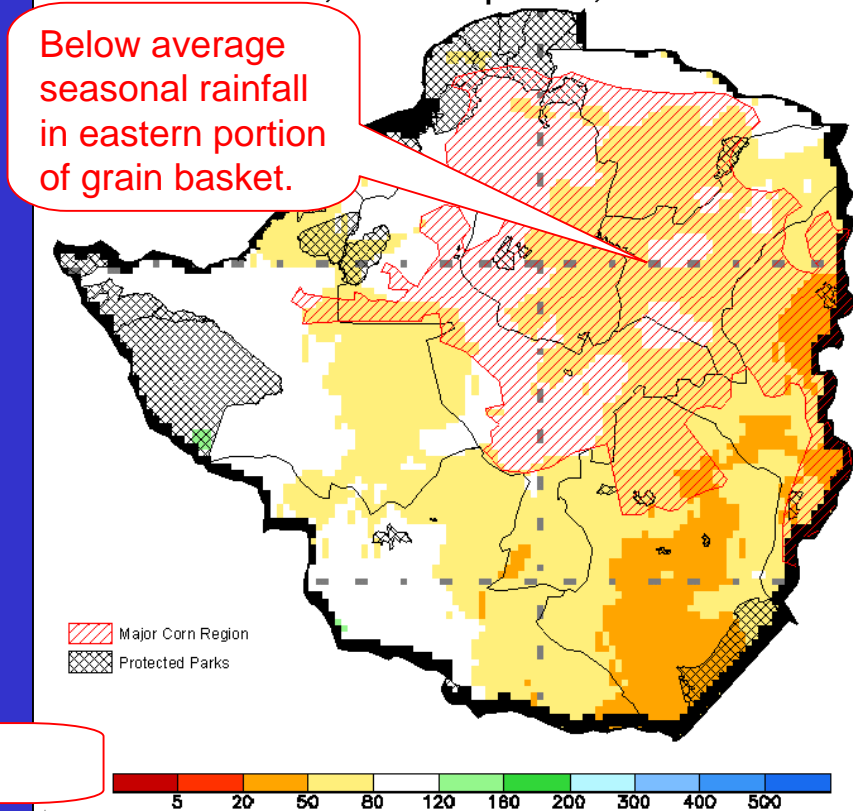 Below average
seasonal rainfall
in eastern portion
of grain basket.
Major Corn Region
Protected Parks
5 20 50 80 120 160 200 300 400 500